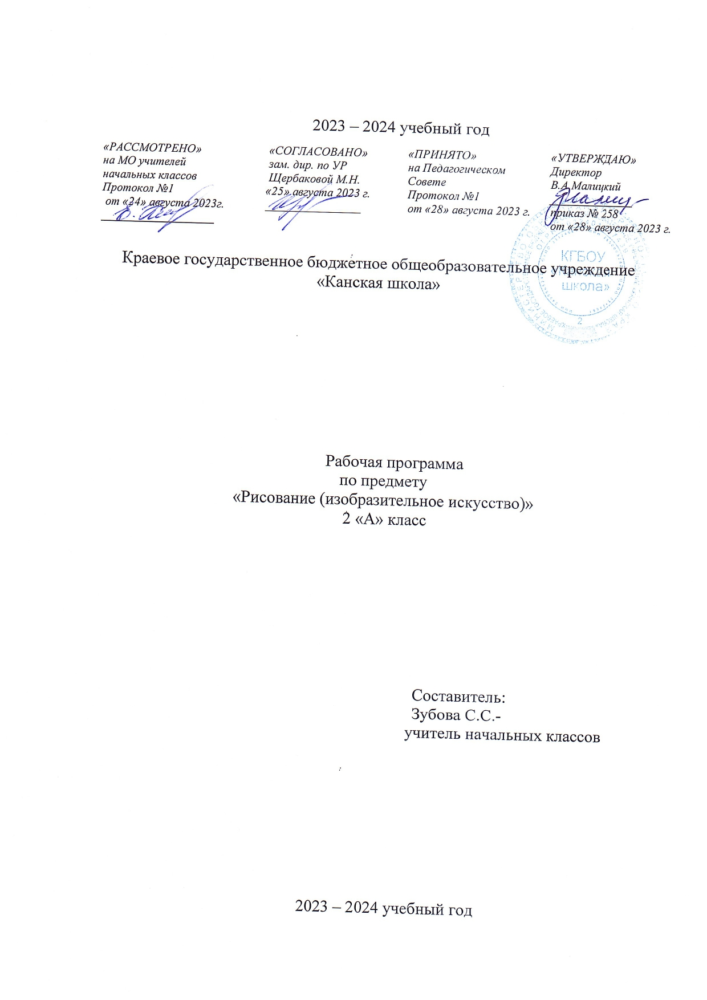 2023 – 2024 учебный год
«РАССМОТРЕНО»
на МО учителей
начальных классов
Протокол №1
от «24» августа 2023г.
«СОГЛАСОВАНО»
зам. дир. по УР
Щербаковой М.Н.
«25» августа 2023 г.
«ПРИНЯТО»
на Педагогическом
Совете
Протокол №1
от «28» августа 2023 г.
«УТВЕРЖДАЮ»
Директор
В.А.Малицкий
приказ № 258
от «28» августа 2023 г.
Краевое государственное бюджетное общеобразовательное учреждение
«Канская школа»
КГБОУ
школа»
2
Рабочая программа
по предмету
«Рисование (изобразительное искусство)»
2 «А» класс
Составитель:
Зубова С.С.-
учитель начальных классов
2023 – 2024 учебный год